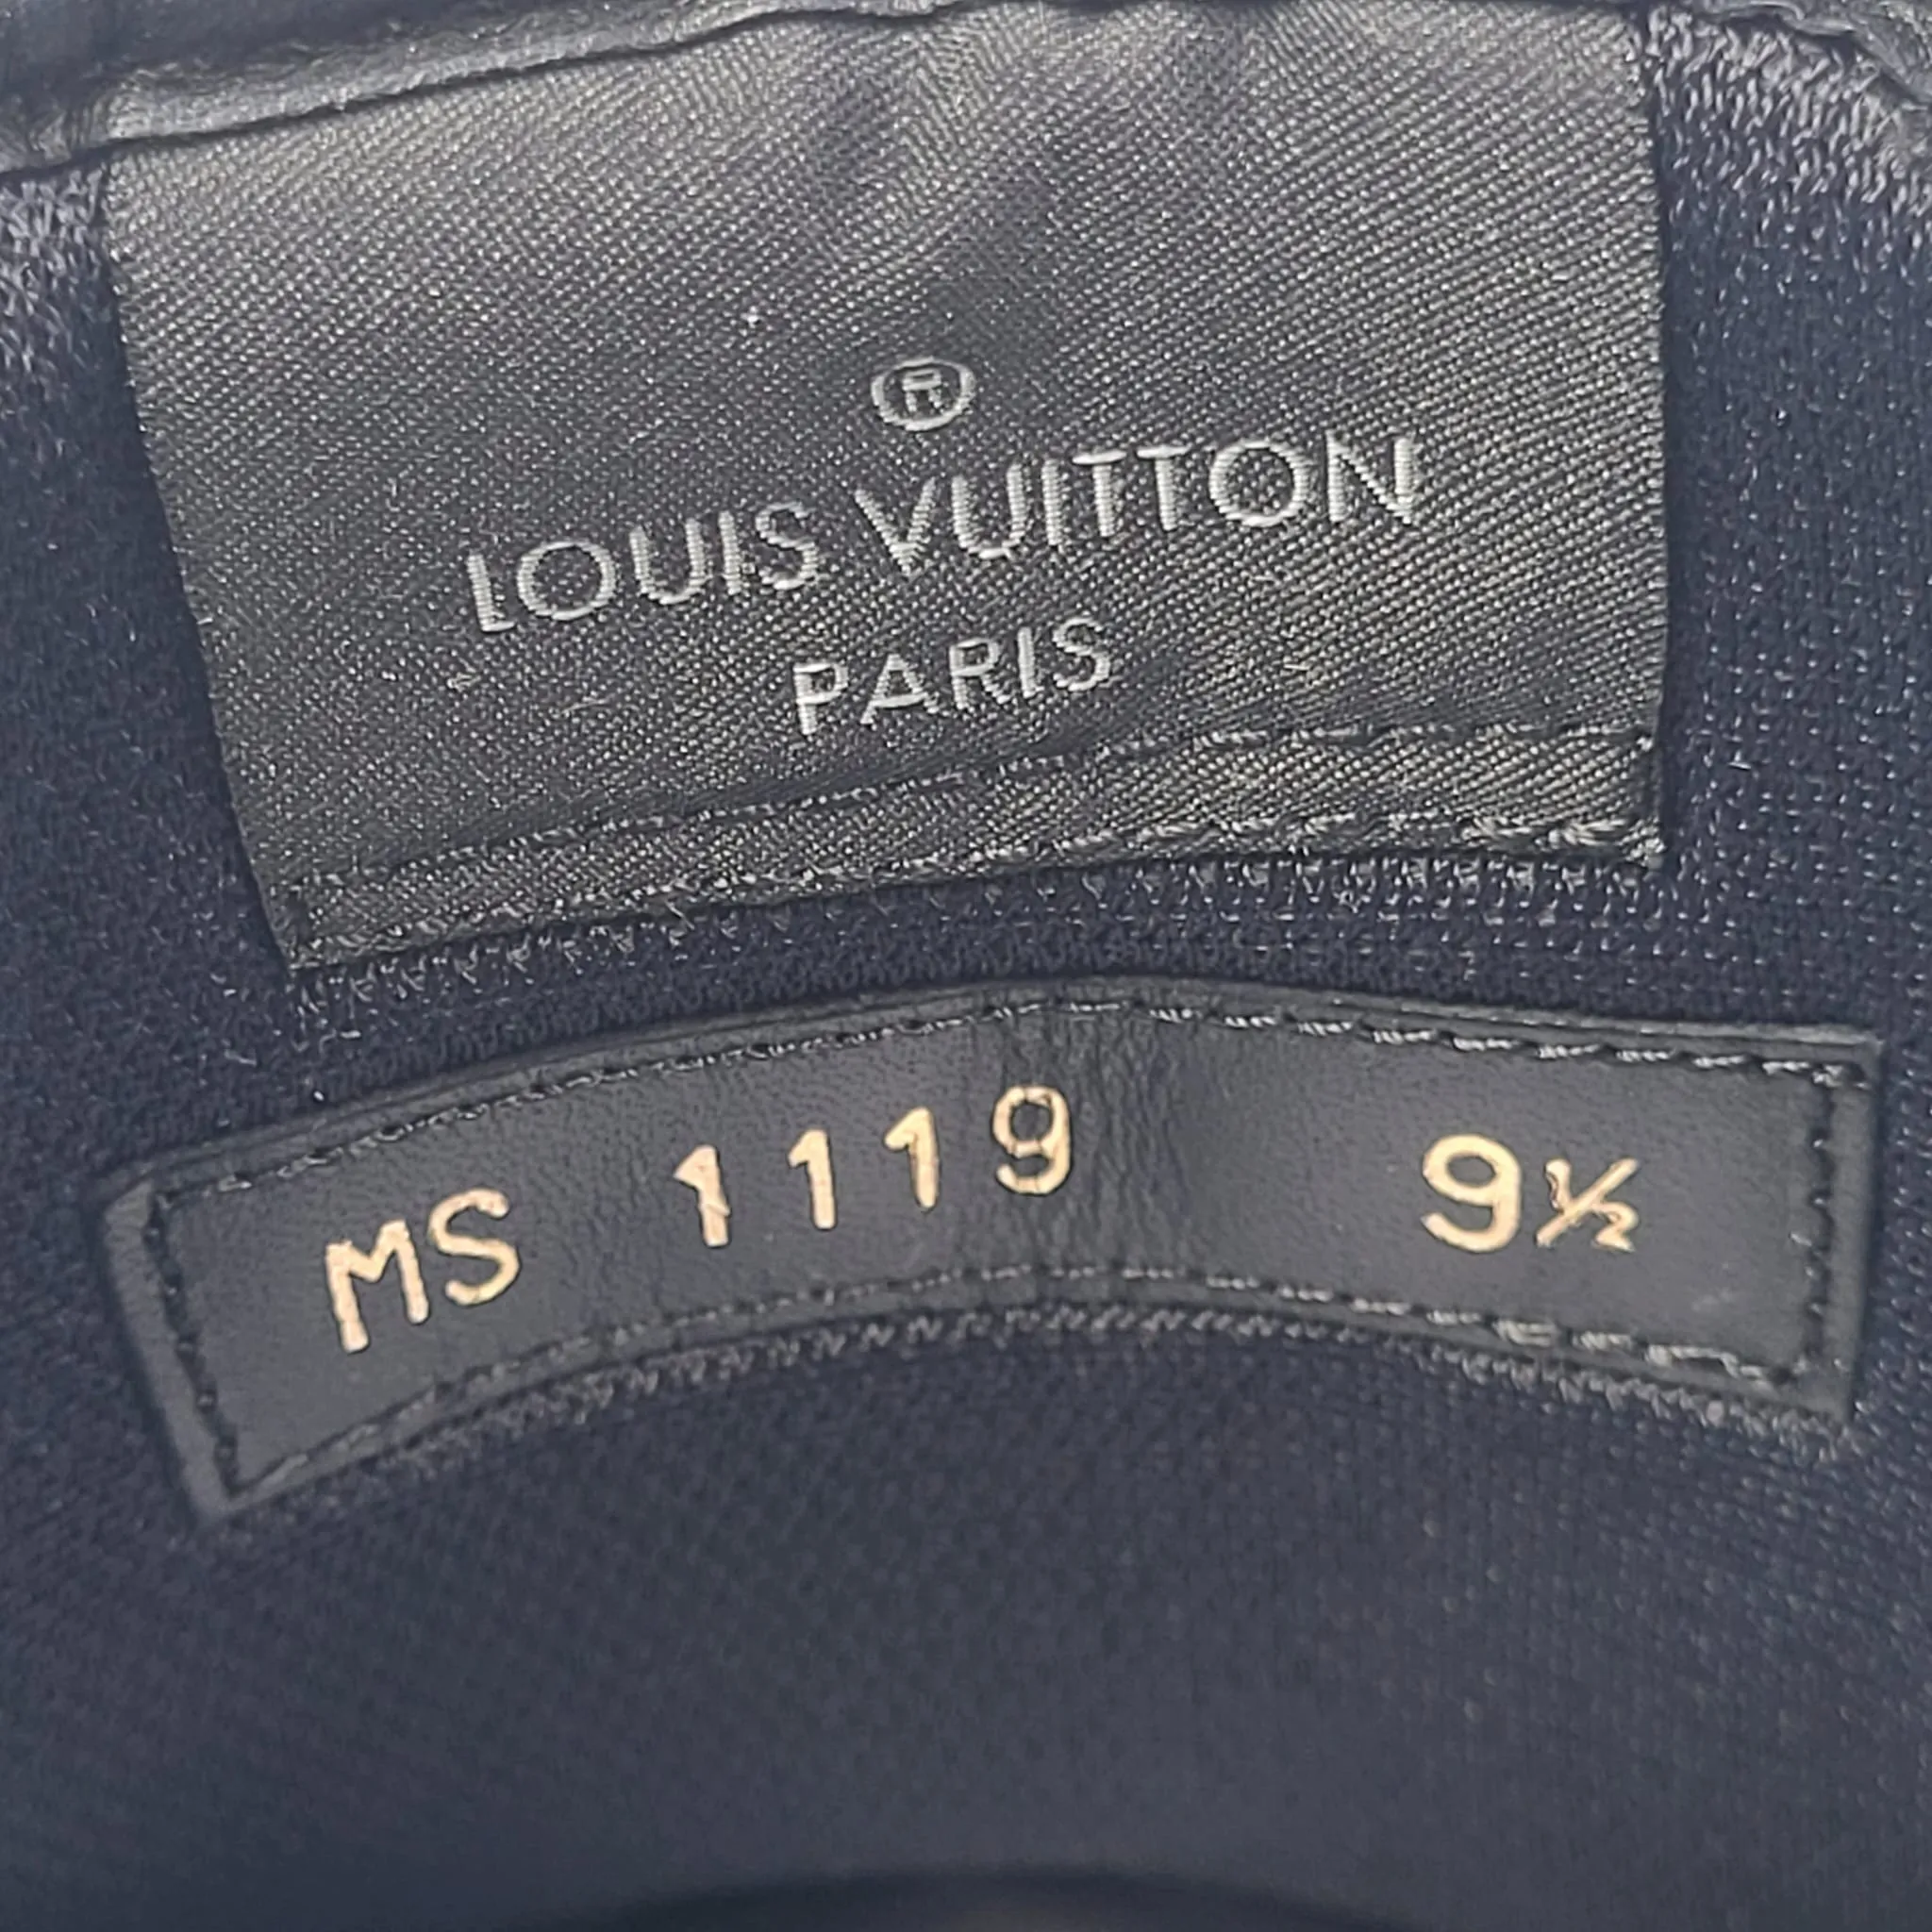 ®
LOUIS VUITTON
PARIS
MS 1119 9½